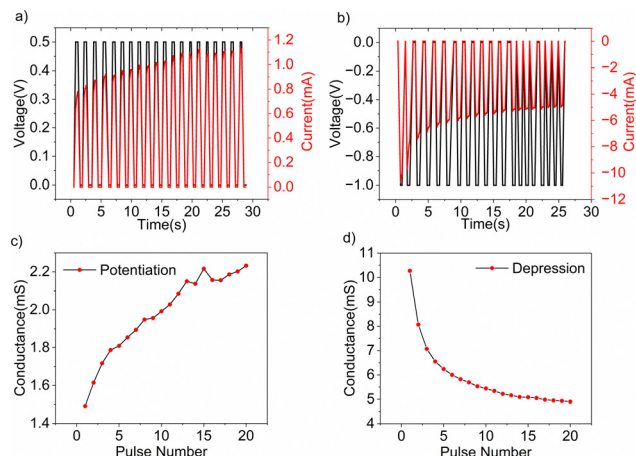 a)
0.5
0.4
0.3
0.2
0.1
0.0
Voltage(V)
1.2
1.0
0.8
0.6
0.4
0.2
0.0
Current(mA)
0 5 10 15 20 25 30
Time(s)
b)
0.0
−0.2
−0.4
−0.6
−0.8
−1.0
Voltage(V)
0
−2
−4
−6
−8
−10
−12
Current(mA)
0 5 10 15 20 25 30
Time(s)
c)
Potentiation
2.2
2.0
1.8
1.6
1.4
Conductance(mS)
0 5 10 15 20
Pulse Number
d)
Depression
11
10
9
8
7
6
5
4
Conductance(mS)
0 5 10 15 20
Pulse Number